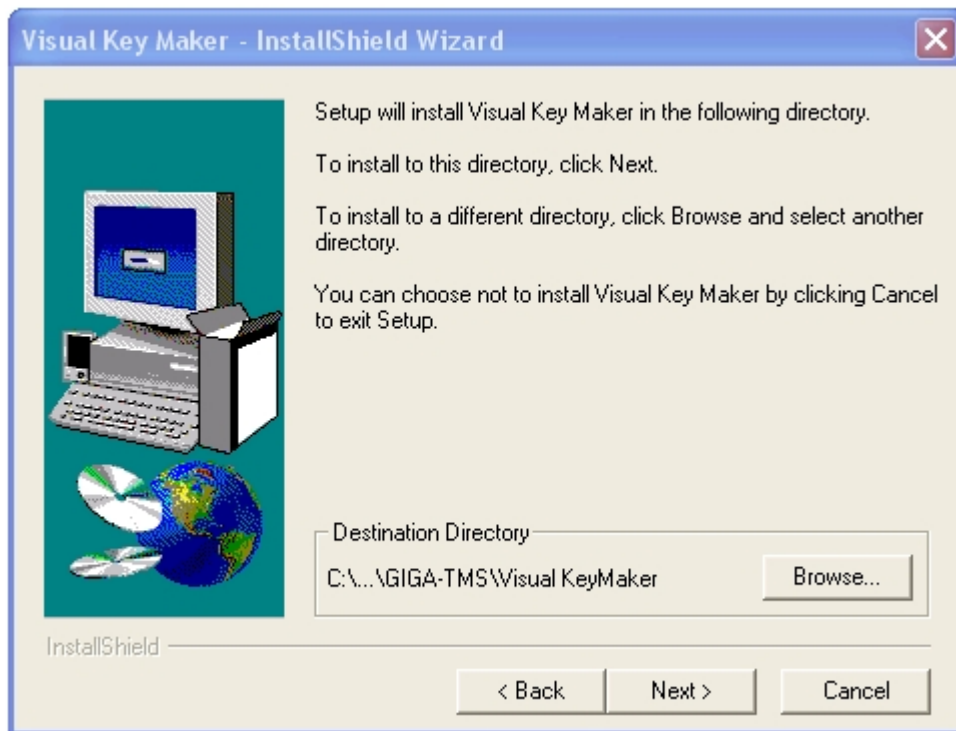 Visual Key Maker - InstallShield Wizard
Setup will install Visual Key Maker in the following directory.
To install to this directory, click Next.
To install to a different directory, click Browse and select another
directory.
You can choose not to install Visual Key Maker by clicking Cancel
to exit Setup.
Destination Directory
C:\...\GIGA-TMS\Visual KeyMaker
Browse...
InstallShield
< Back
Next >
Cancel